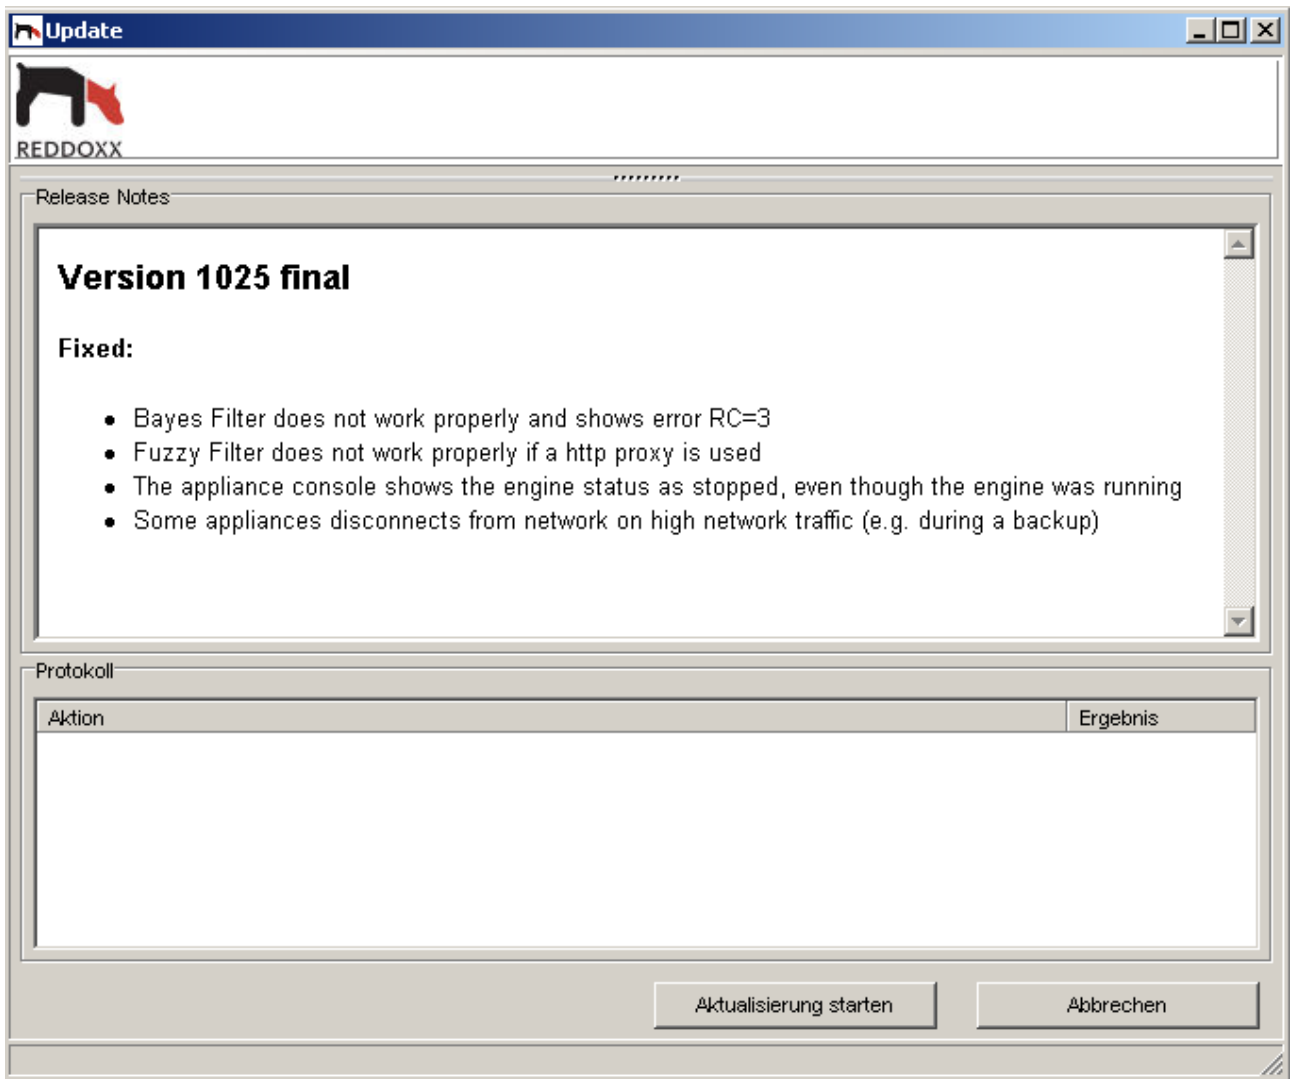 Update
REDDOXX
Release Notes
Version 1025 final
Fixed:
• Bayes Filter does not work properly and shows error RC=3
• Fuzzy Filter does not work properly if a http proxy is used
• The appliance console shows the engine status as stopped, even though the engine was running
• Some appliances disconnects from network on high network traffic (e.g. during a backup)
Protokoll
Aktion Ergebnis
Aktualisierung starten Abbrechen